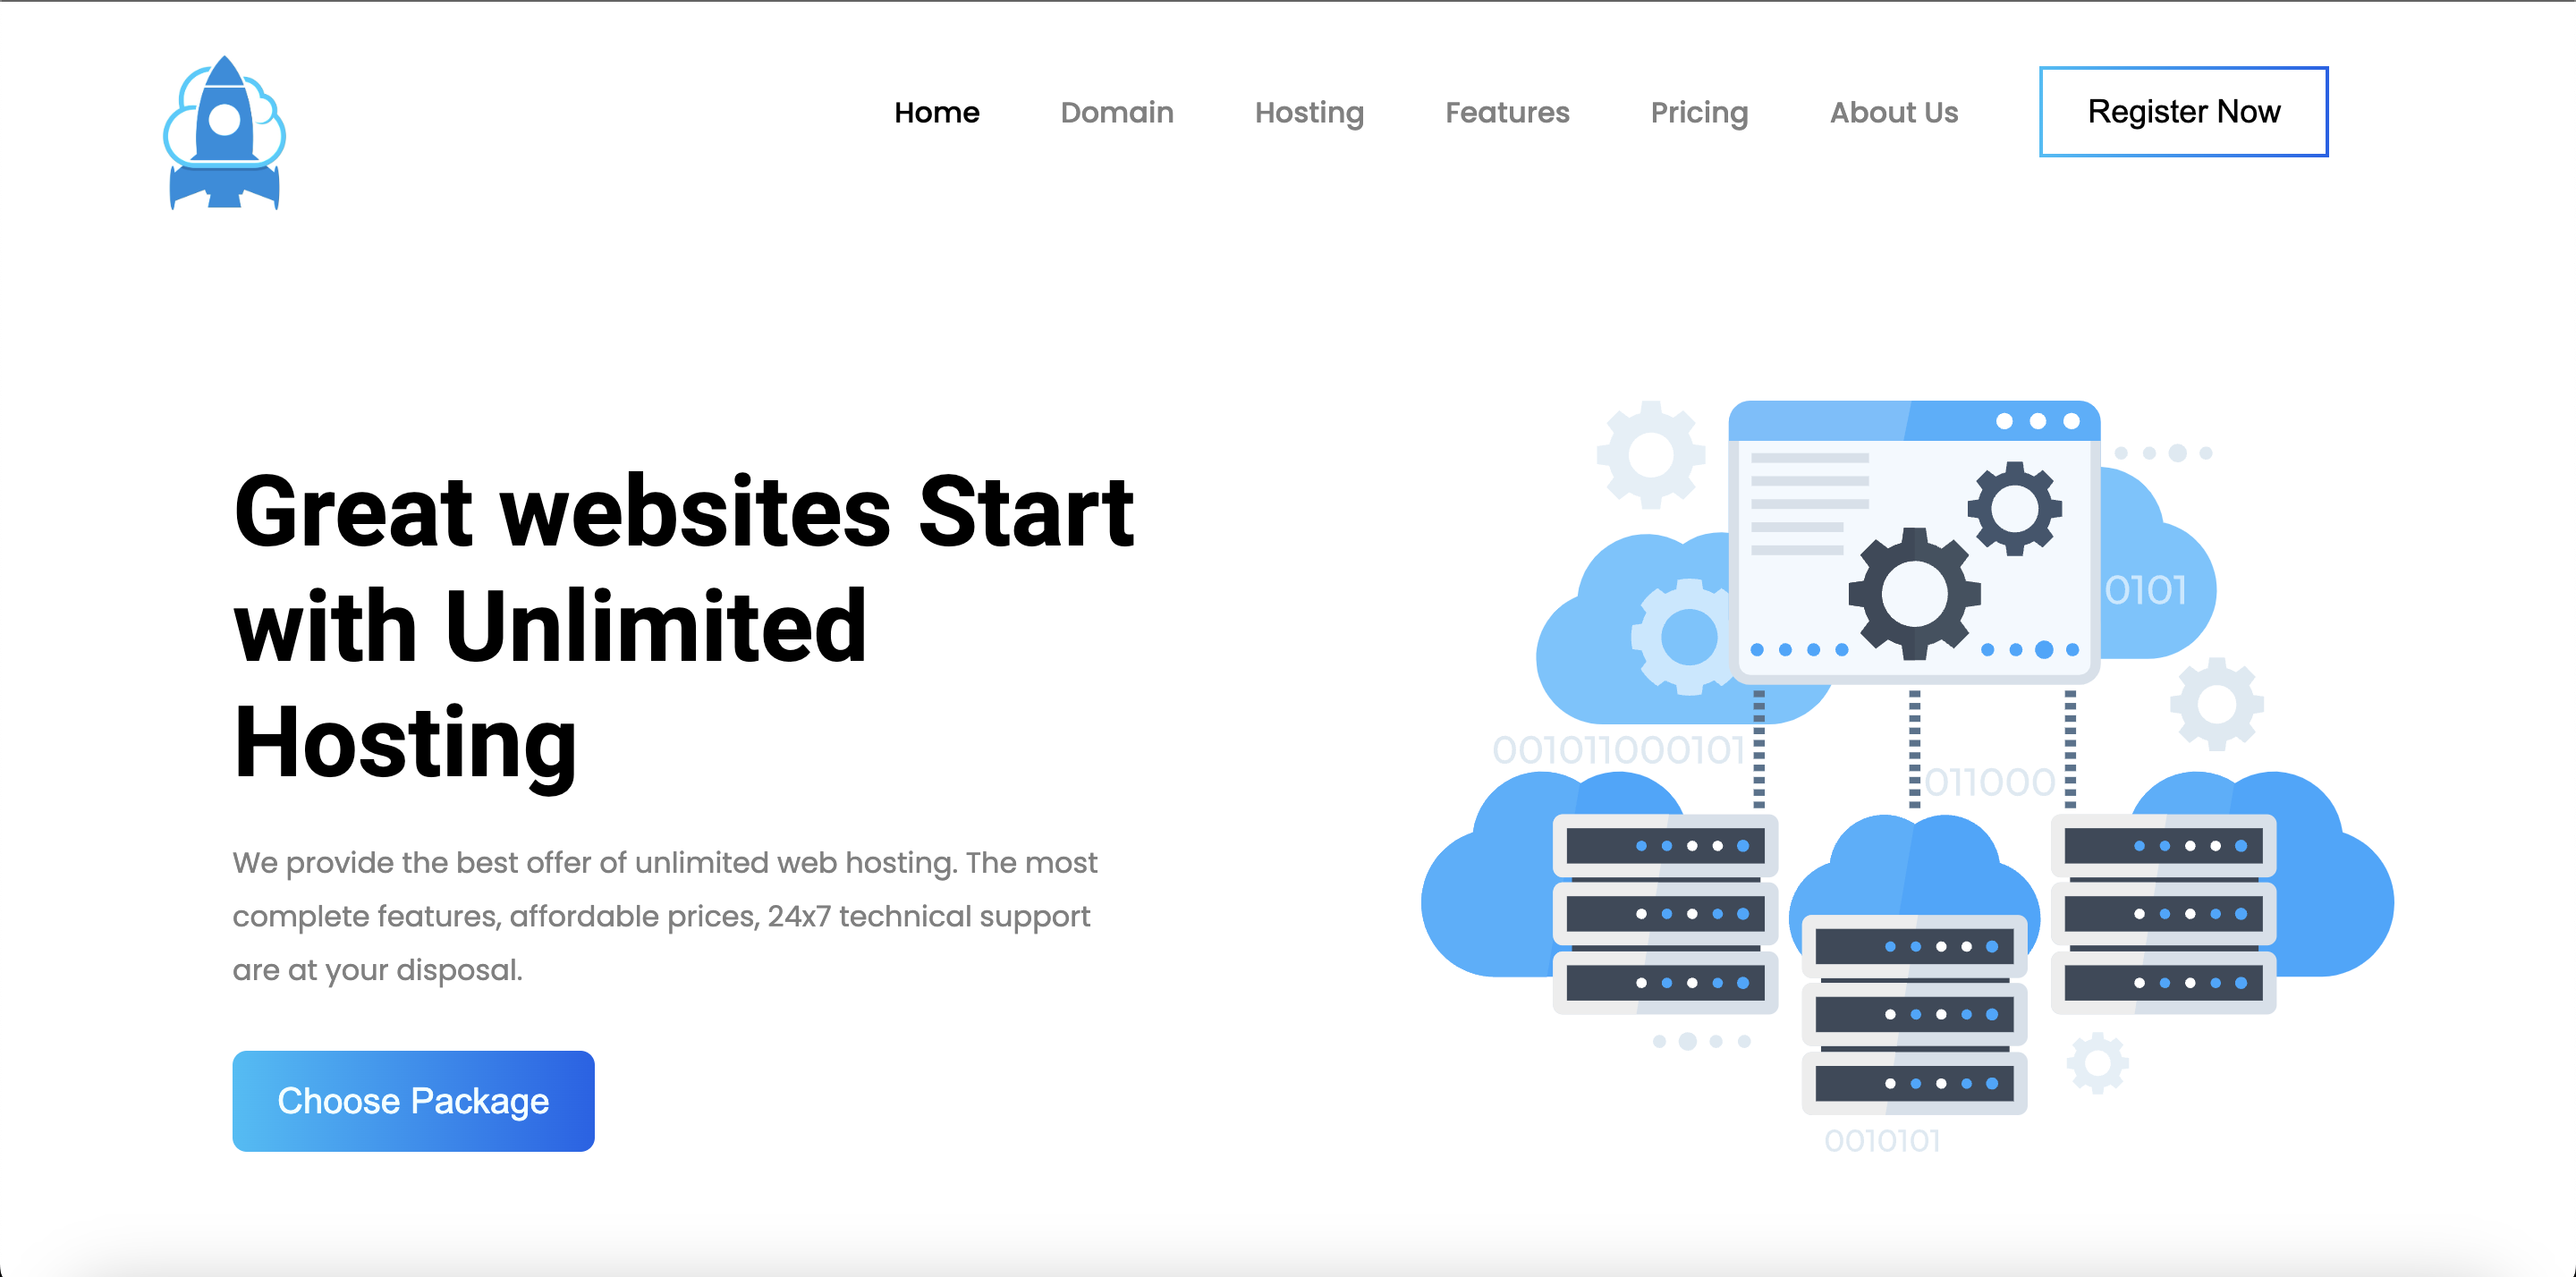 Home Domain Hosting Features Pricing About Us Register Now
Great websites Start
with Unlimited
Hosting
We provide the best offer of unlimited web hosting. The most
complete features, affordable prices, 24x7 technical support
are at your disposal.
Choose Package
0101
001011000101
011000
0010101